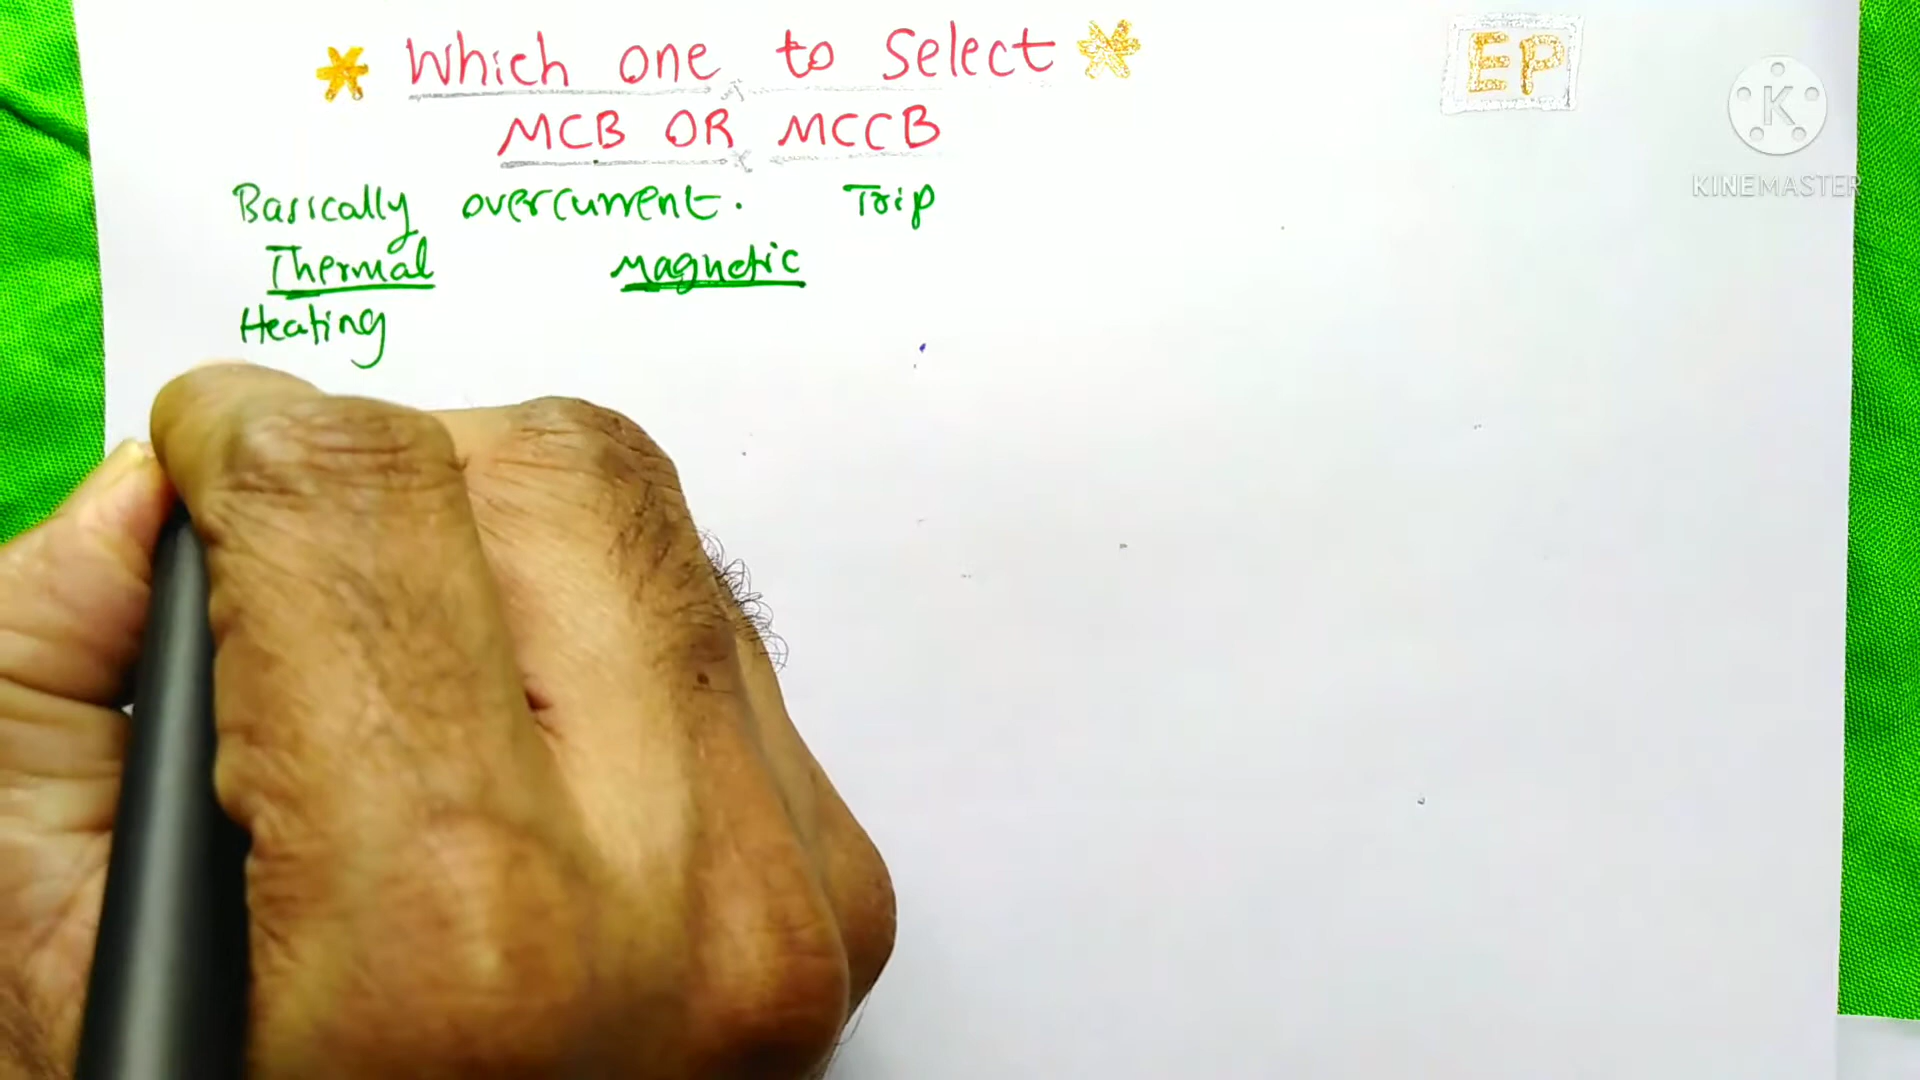 * Which one to Select *
MCB OR MCCB
EP
K
KINEMASTER
Basically overcurrent. Trip
Thermal Magnetic
Heating